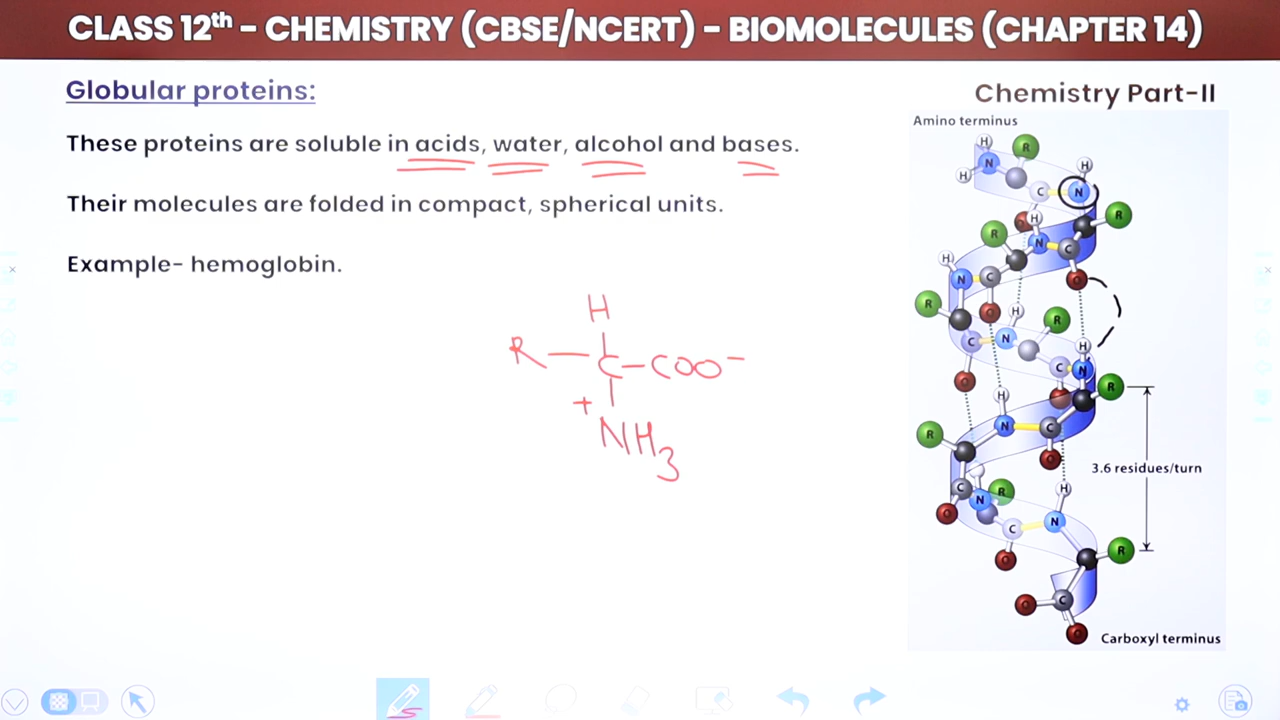 CLASS 12th - CHEMISTRY (CBSE/NCERT) - BIOMOLECULES (CHAPTER 14)
Globular proteins:
Chemistry Part-II
These proteins are soluble in acids, water, alcohol and bases.
Their molecules are folded in compact, spherical units.
Example- hemoglobin.
H
R — C — COO⁻
+
NH3
Amino terminus
H
R
H
H
N
C
N
R
O
H
R
N
C
H
N
C
O
R
O
H
R
C
N
H
C
N
O
O
R
H
R
N
C
O
3.6 residues/turn
C
N
R
H
O
C
N
O
R
O
C
O
Carboxyl terminus